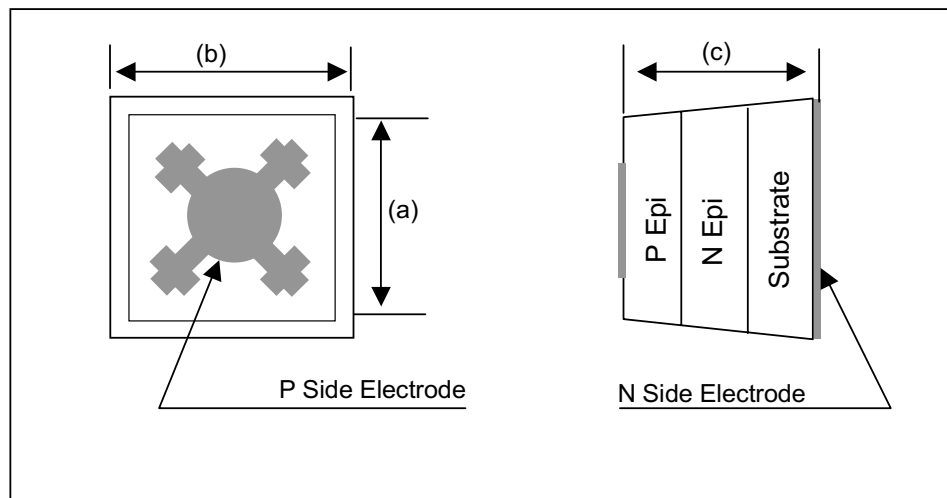 (b)
(c)
(a)
P Epi
N Epi
Substrate
P Side Electrode
N Side Electrode